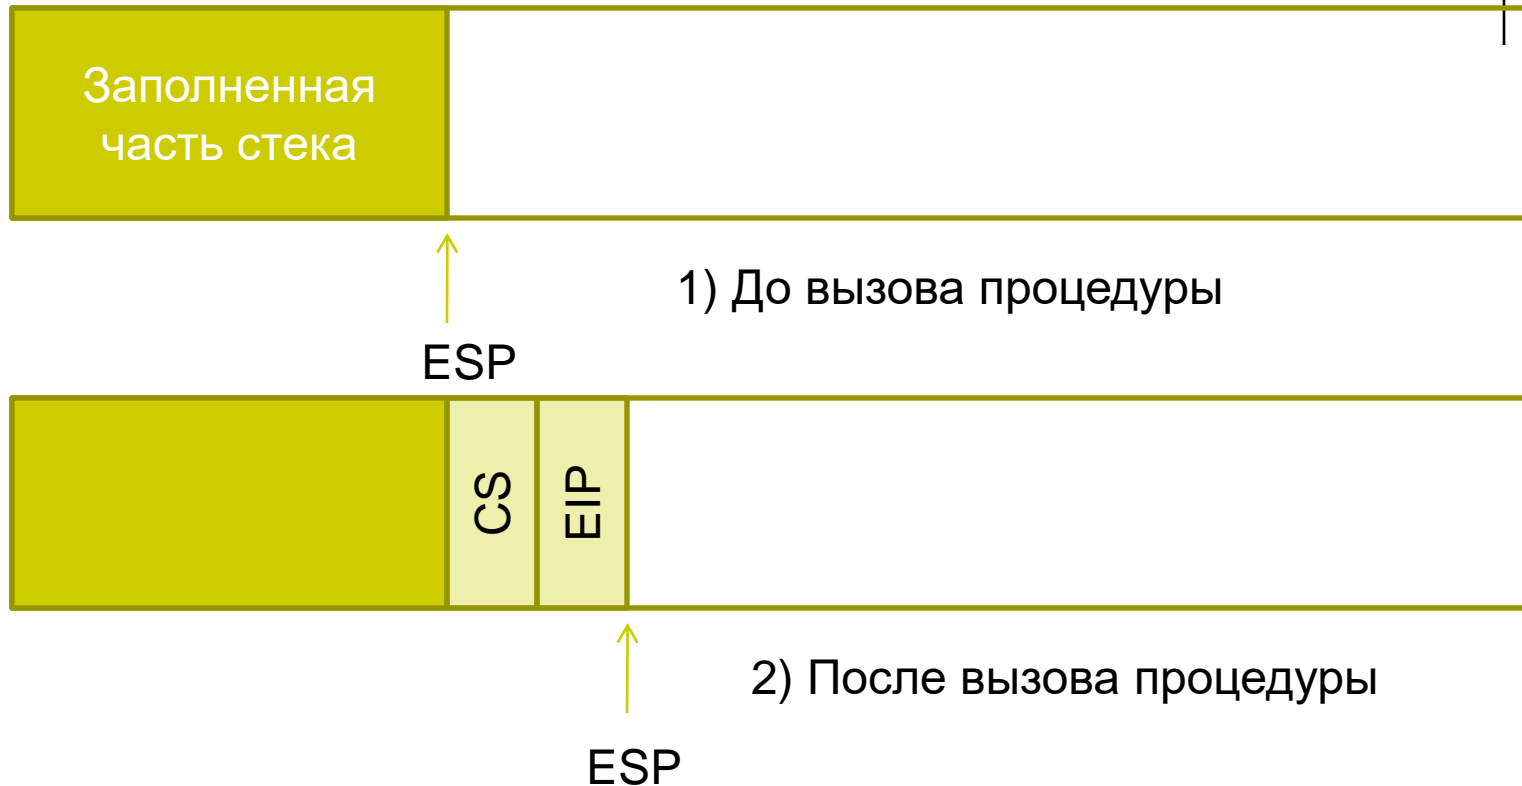 Заполненная
часть стека
1) До вызова процедуры
ESP
CS
EIP
2) После вызова процедуры
ESP